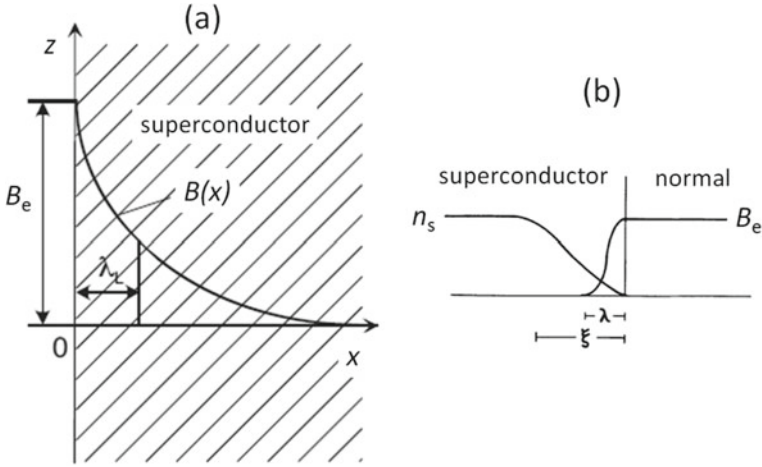 (a)
z
superconductor
Bₑ
B(x)
λL
0
x
(b)
superconductor normal
nₛ Bₑ
λ
ξ